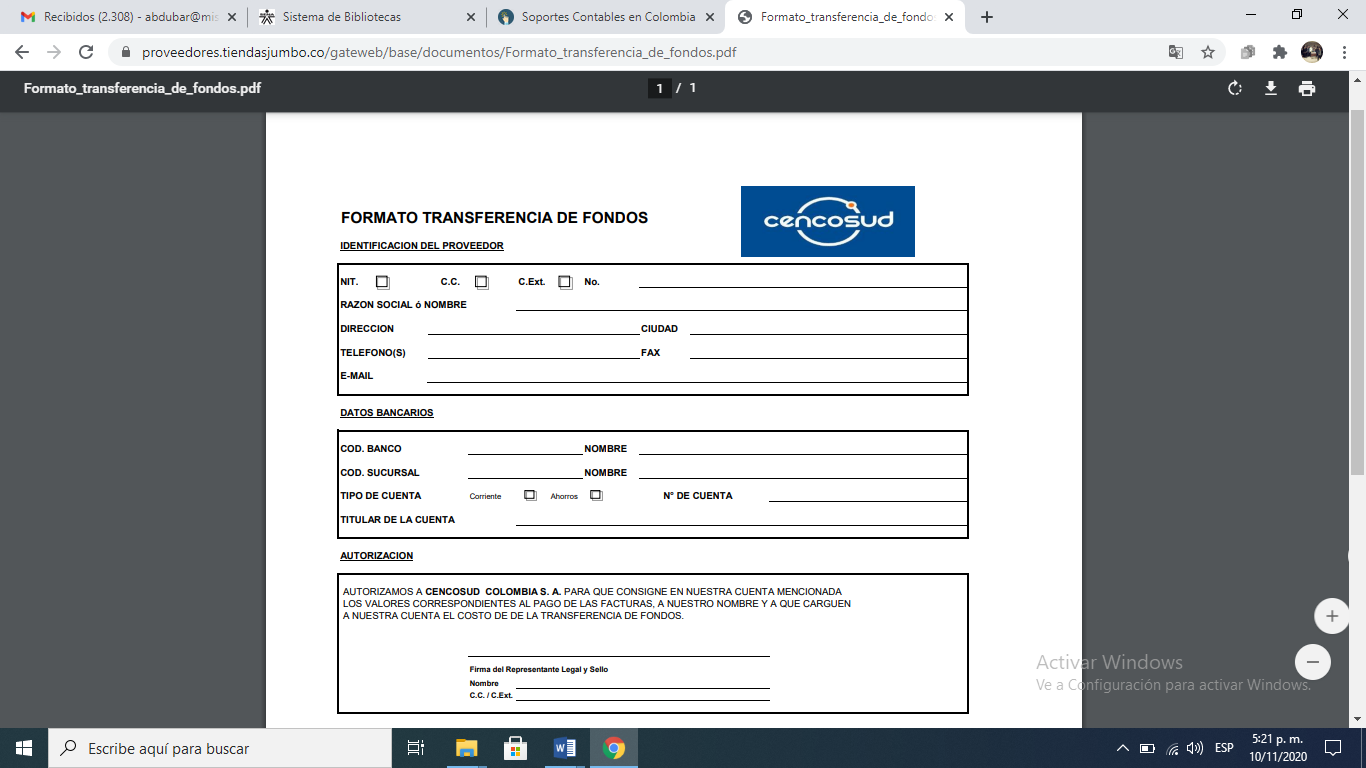 Recibidos (2.308) - abdubar@mis
Sistema de Bibliotecas
Soportes Contables en Colombia
Formato_transferencia_de_fondos
proveedores.tiendasjumbo.co/gateweb/base/documentos/Formato_transferencia_de_fondos.pdf
Formato_transferencia_de_fondos.pdf
1 / 1
cencosud
FORMATO TRANSFERENCIA DE FONDOS
IDENTIFICACION DEL PROVEEDOR
NIT. C.C. C.Ext. No.
RAZON SOCIAL ó NOMBRE
DIRECCION CIUDAD
TELEFONO(S) FAX
E-MAIL
DATOS BANCARIOS
COD. BANCO NOMBRE
COD. SUCURSAL NOMBRE
TIPO DE CUENTA Corriente Ahorros N° DE CUENTA
TITULAR DE LA CUENTA
AUTORIZACION
AUTORIZAMOS A CENCOSUD COLOMBIA S. A. PARA QUE CONSIGNE EN NUESTRA CUENTA MENCIONADA
LOS VALORES CORRESPONDIENTES AL PAGO DE LAS FACTURAS, A NUESTRO NOMBRE Y A QUE CARGUEN
A NUESTRA CUENTA EL COSTO DE DE LA TRANSFERENCIA DE FONDOS.
Firma del Representante Legal y Sello
Nombre
C.C. / C.Ext.
Activar Windows
Ve a Configuración para activar Windows.
Escribe aquí para buscar
ESP
5:21 p. m.
10/11/2020